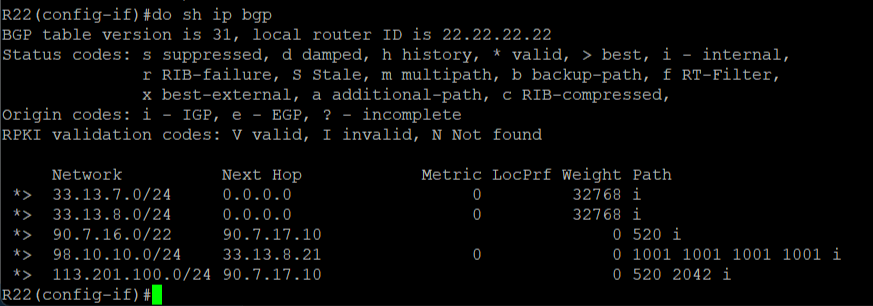 R22(config-if)#do sh ip bgp
BGP table version is 31, local router ID is 22.22.22.22
Status codes: s suppressed, d damped, h history, * valid, > best, i - internal,
              r RIB-failure, S Stale, m multipath, b backup-path, f RT-Filter,
              x best-external, a additional-path, c RIB-compressed,
Origin codes: i - IGP, e - EGP, ? - incomplete
RPKI validation codes: V valid, I invalid, N Not found

     Network          Next Hop            Metric LocPrf Weight Path
 *>  33.13.7.0/24     0.0.0.0                  0         32768 i
 *>  33.13.8.0/24     0.0.0.0                  0         32768 i
 *>  90.7.16.0/22     90.7.17.10                             0 520 i
 *>  98.10.10.0/24    33.13.8.21               0             0 1001 1001 1001 1001 i
 *>  113.201.100.0/24 90.7.17.10                             0 520 2042 i
R22(config-if)#